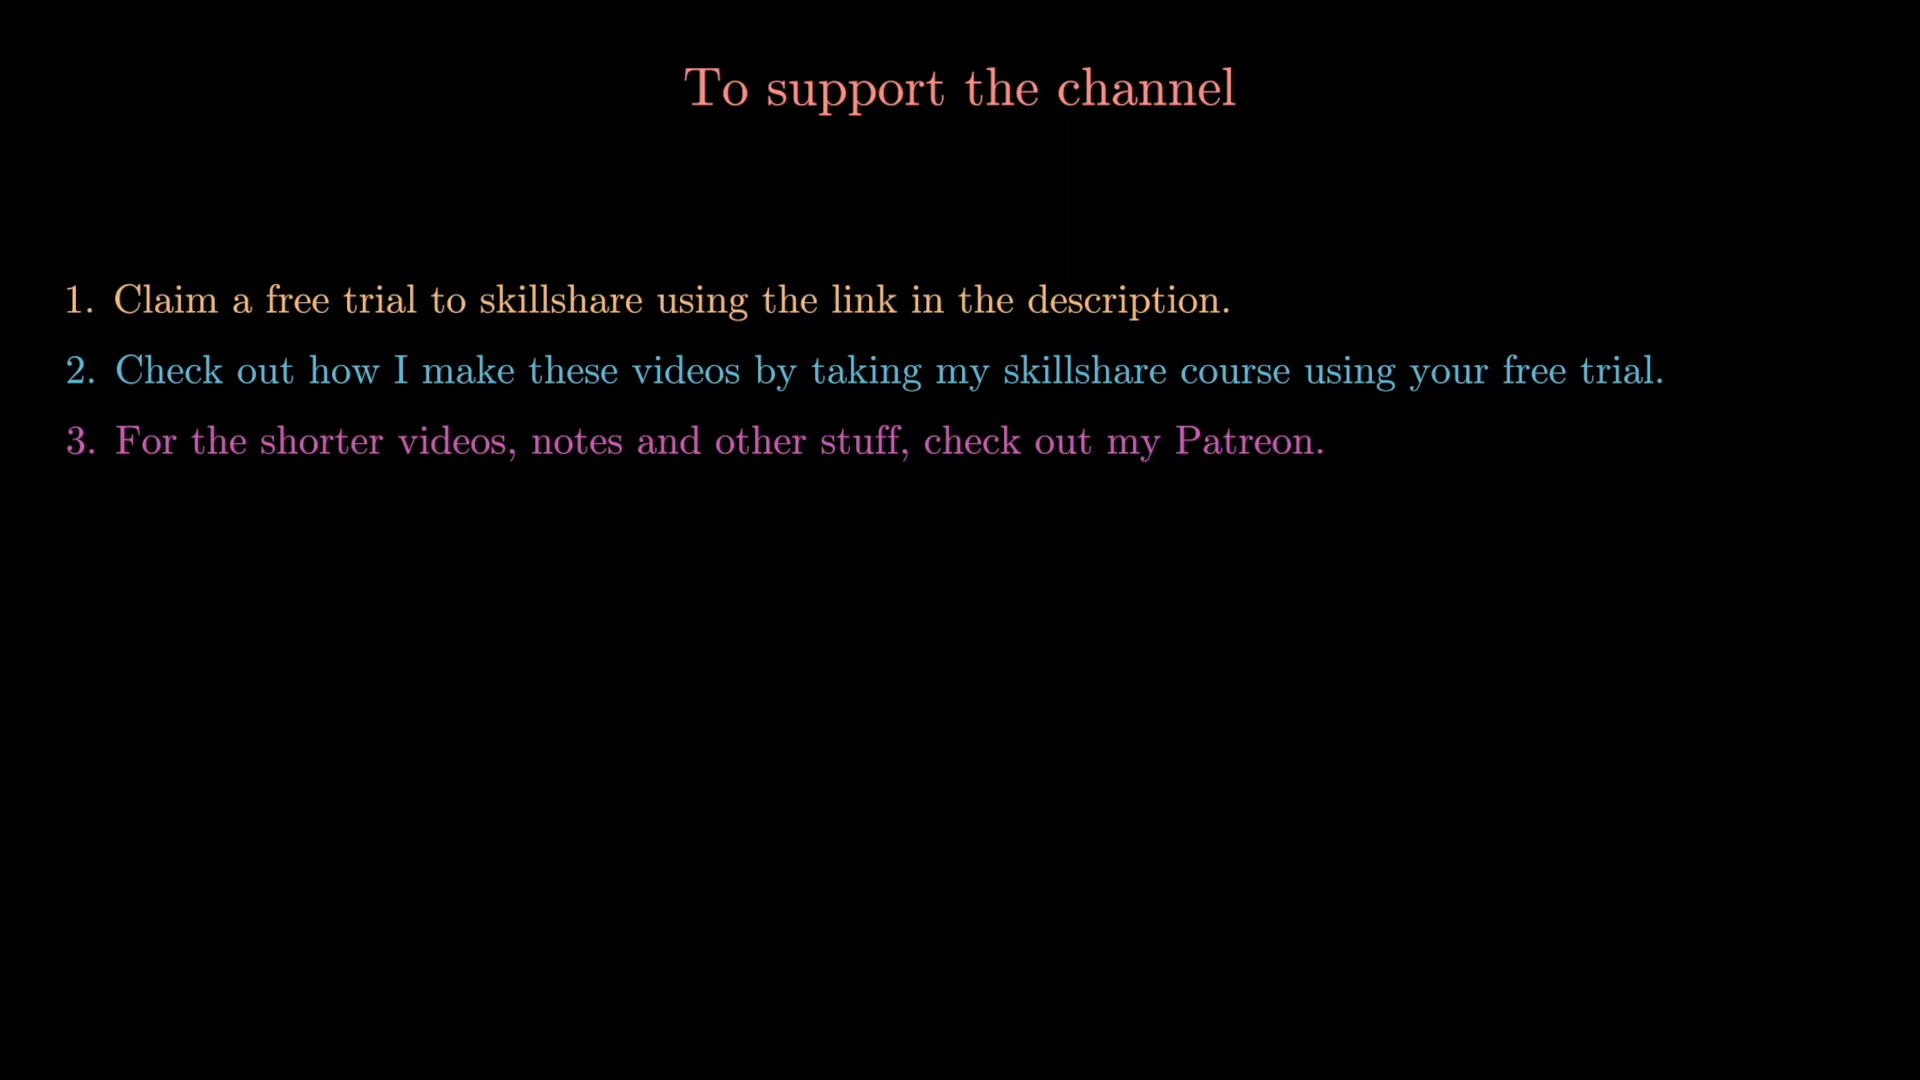 To support the channel
1. Claim a free trial to skillshare using the link in the description.
2. Check out how I make these videos by taking my skillshare course using your free trial.
3. For the shorter videos, notes and other stuff, check out my Patreon.